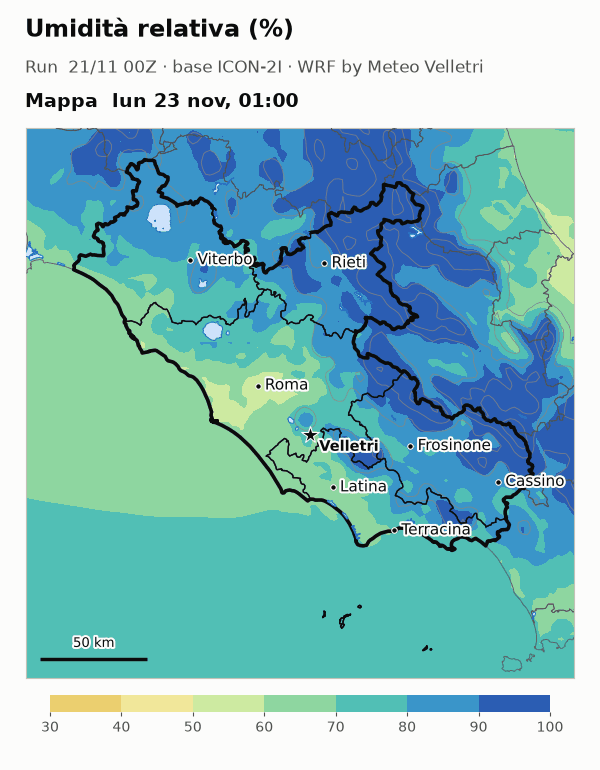 Umidità relativa (%)
Run  21/11 00Z · base ICON-2I · WRF by Meteo Velletri
Mappa  lun 23 nov, 01:00
Viterbo
Rieti
Roma
Velletri
Frosinone
Cassino
Latina
Terracina
50 km
30 40 50 60 70 80 90 100